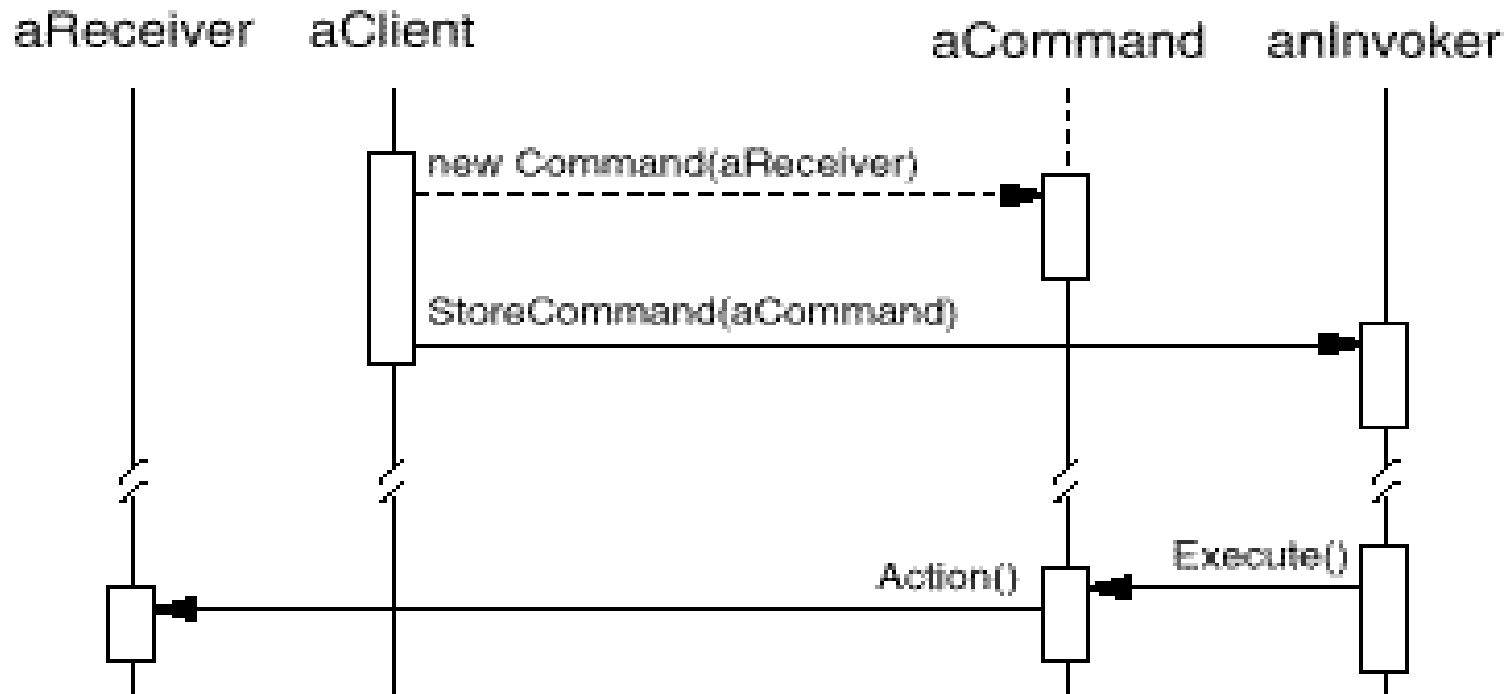 aReceiver aClient aCommand anInvoker
new Command(aReceiver)
StoreCommand(aCommand)
Execute()
Action()